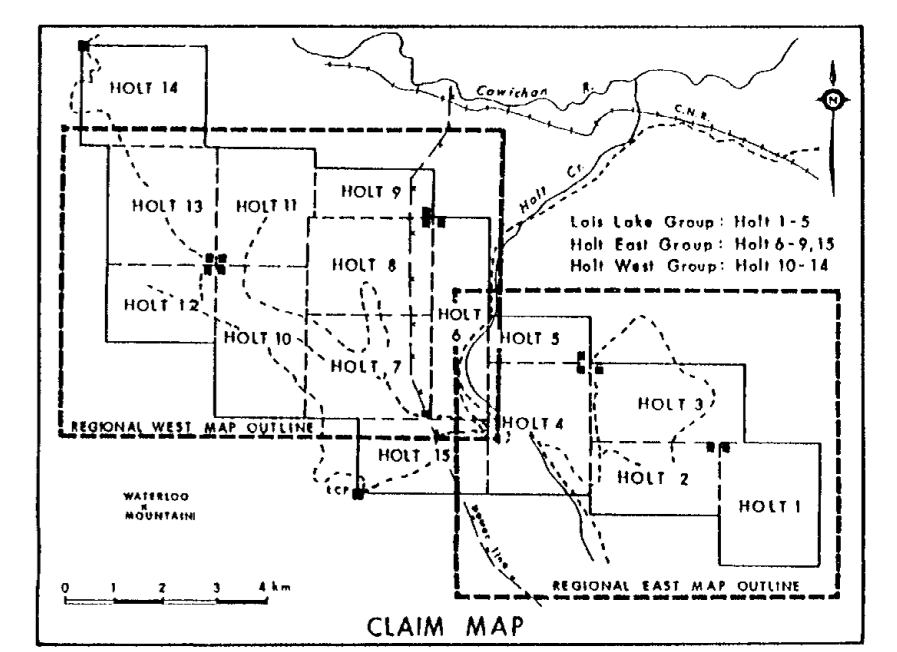 HOLT 14
Cowichan R.
C.N.R.
N
HOLT 9
Holt Cr.
HOLT 13
HOLT 11
Lois Lake Group: Holt 1-5
Holt East Group: Holt 6-9,15
Holt West Group: Holt 10-14
HOLT 8
HOLT 12
HOLT 6
HOLT 10
HOLT 5
HOLT 7
HOLT 3
HOLT 4
REGIONAL WEST MAP OUTLINE
HOLT 15
HOLT 2
LCP
HOLT 1
WATERLOO
x
MOUNTAIN
power line
REGIONAL EAST MAP OUTLINE
0 1 2 3 4 km
CLAIM MAP